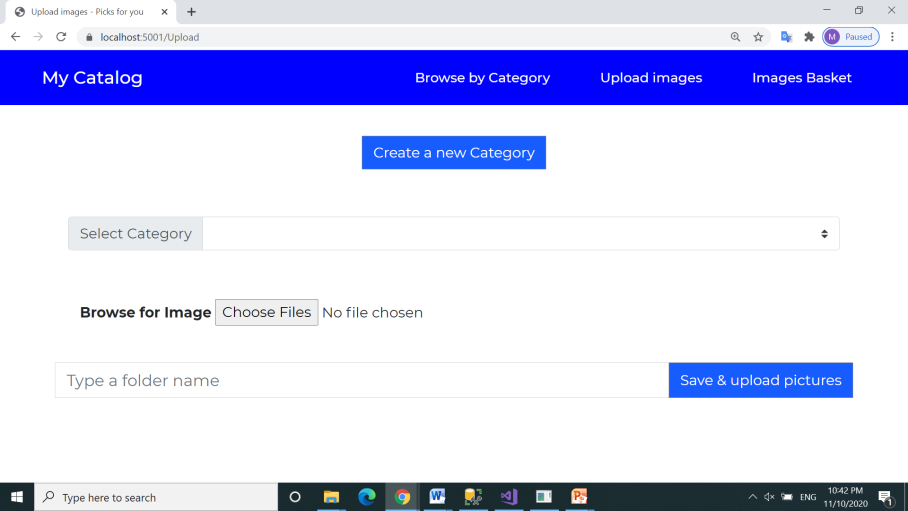 Upload images - Picks for you
localhost:5001/Upload
M Paused
My Catalog Browse by Category Upload images Images Basket
Create a new Category
Select Category
Browse for Image Choose Files No file chosen
Type a folder name Save & upload pictures
Type here to search
ENG
10:42 PM
11/10/2020
1